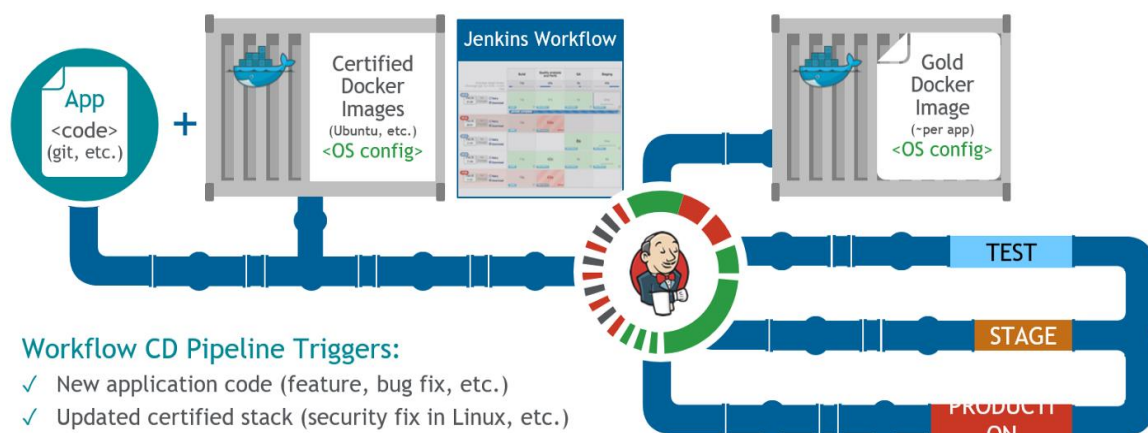 App
<code>
(git, etc.)
+
Certified
Docker
Images
(Ubuntu, etc.)
<OS config>
Jenkins Workflow
Gold
Docker
Image
(~per app)
<OS config>
TEST
STAGE
PRODUCTI
ON
Workflow CD Pipeline Triggers:
✓ New application code (feature, bug fix, etc.)
✓ Updated certified stack (security fix in Linux, etc.)